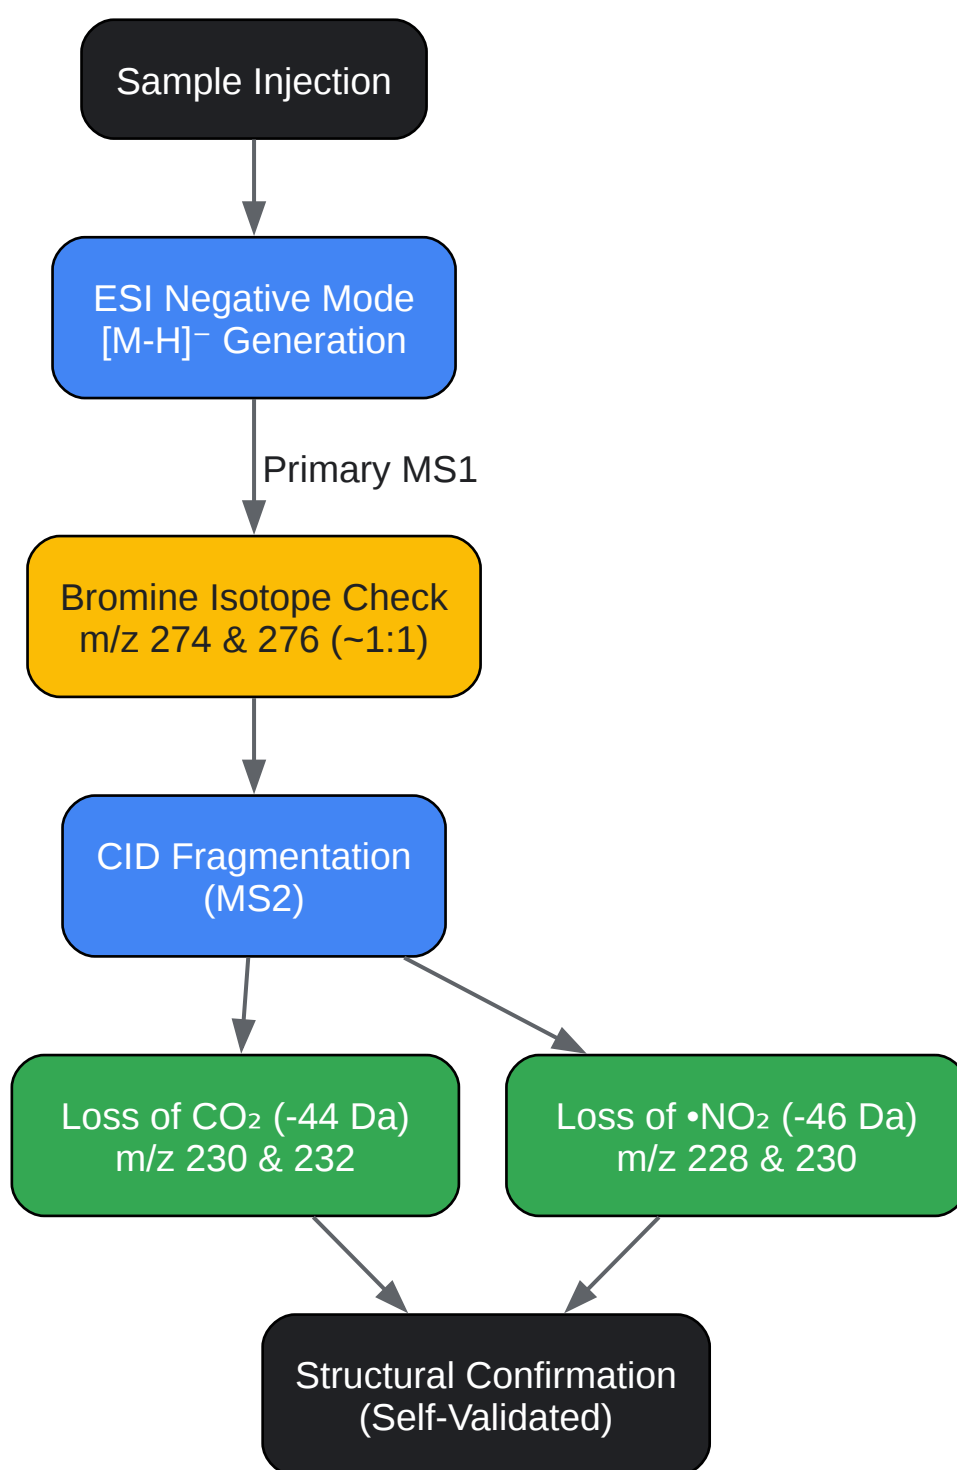 Sample Injection
ESI Negative Mode
[M-H]⁻ Generation
Primary MS1
Bromine Isotope Check
m/z 274 & 276 (~1:1)
CID Fragmentation
(MS2)
Loss of CO₂ (-44 Da)
m/z 230 & 232
Loss of •NO₂ (-46 Da)
m/z 228 & 230
Structural Confirmation
(Self-Validated)